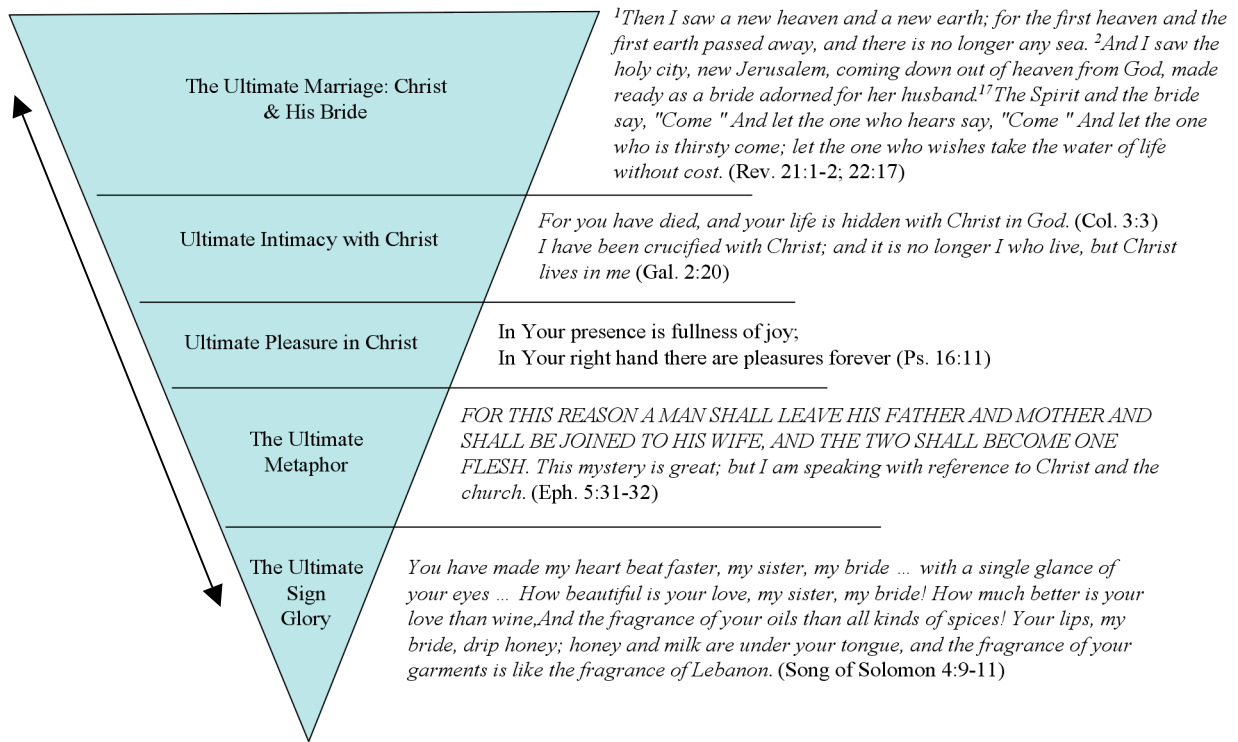 The Ultimate Marriage: Christ
& His Bride
1Then I saw a new heaven and a new earth; for the first heaven and the
first earth passed away, and there is no longer any sea. 2And I saw the
holy city, new Jerusalem, coming down out of heaven from God, made
ready as a bride adorned for her husband.17The Spirit and the bride
say, "Come " And let the one who hears say, "Come " And let the one
who is thirsty come; let the one who wishes take the water of life
without cost. (Rev. 21:1-2; 22:17)
Ultimate Intimacy with Christ
For you have died, and your life is hidden with Christ in God. (Col. 3:3)
I have been crucified with Christ; and it is no longer I who live, but Christ
lives in me (Gal. 2:20)
Ultimate Pleasure in Christ
In Your presence is fullness of joy;
In Your right hand there are pleasures forever (Ps. 16:11)
The Ultimate
Metaphor
FOR THIS REASON A MAN SHALL LEAVE HIS FATHER AND MOTHER AND
SHALL BE JOINED TO HIS WIFE, AND THE TWO SHALL BECOME ONE
FLESH. This mystery is great; but I am speaking with reference to Christ and the
church. (Eph. 5:31-32)
The Ultimate
Sign
Glory
You have made my heart beat faster, my sister, my bride … with a single glance of
your eyes … How beautiful is your love, my sister, my bride! How much better is your
love than wine,And the fragrance of your oils than all kinds of spices! Your lips, my
bride, drip honey; honey and milk are under your tongue, and the fragrance of your
garments is like the fragrance of Lebanon. (Song of Solomon 4:9-11)